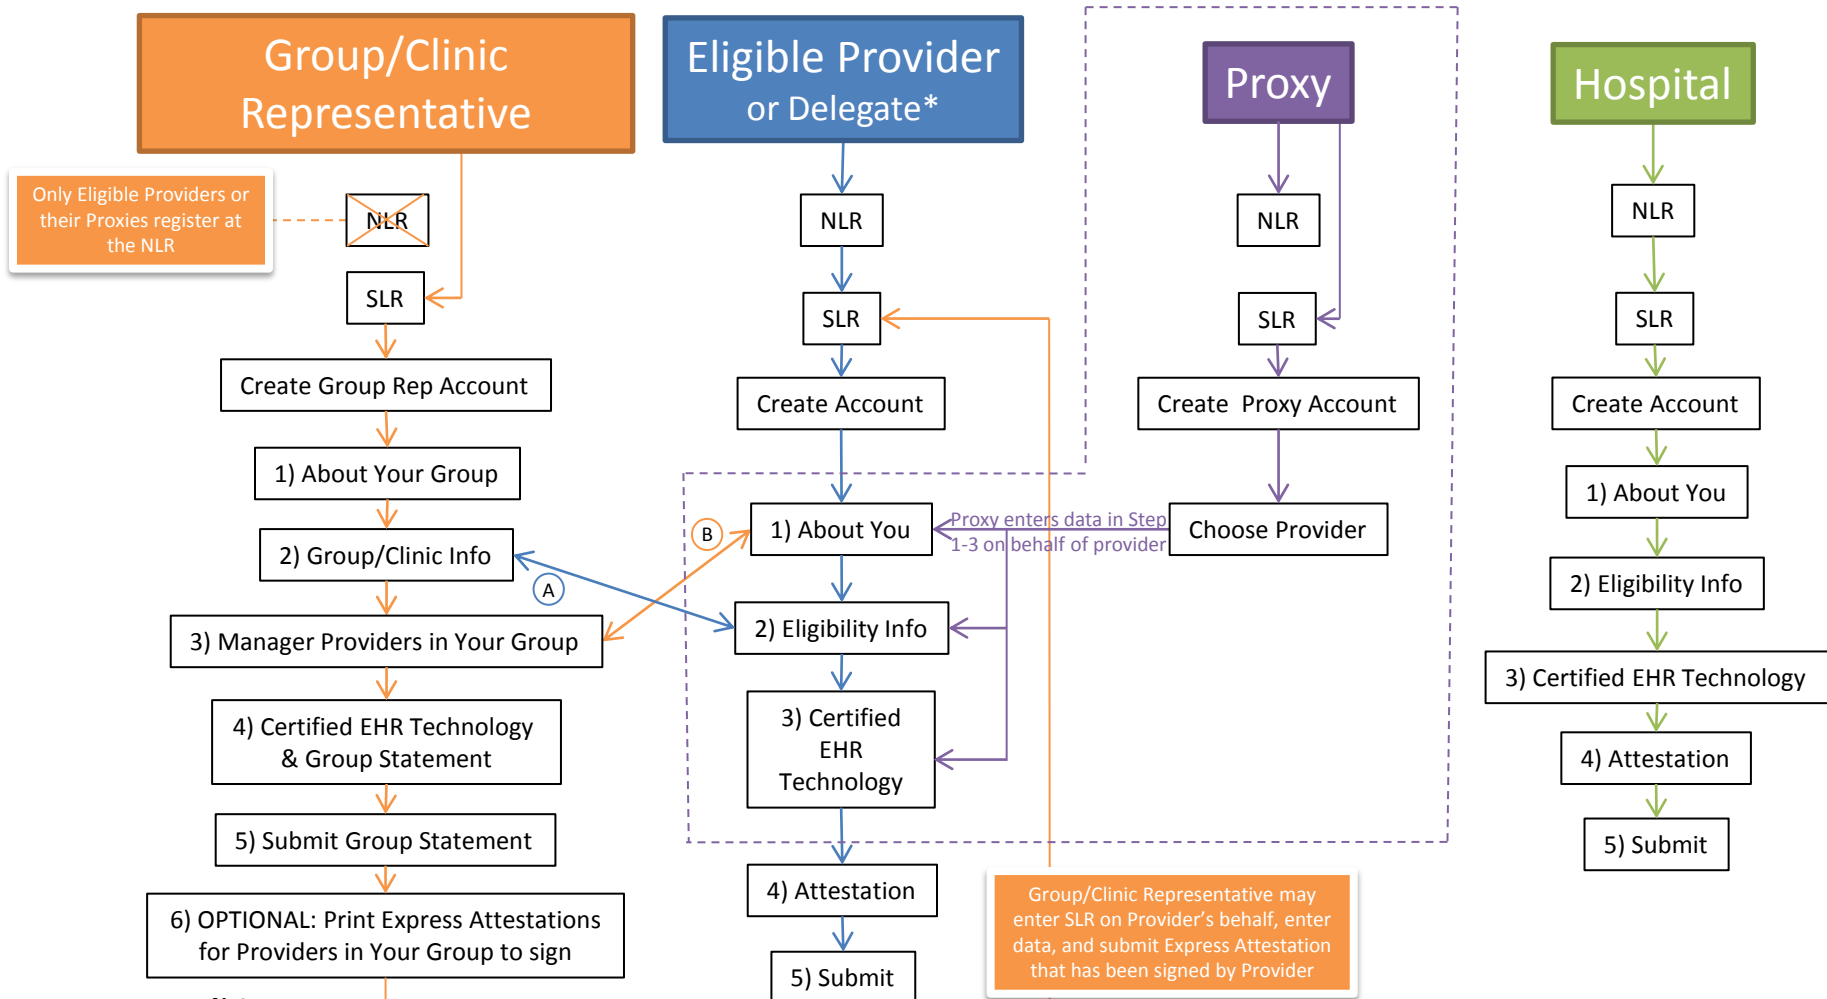 Group/Clinic
Representative
Only Eligible Providers or
their Proxies register at
the NLR
NLR
SLR
Create Group Rep Account
1) About Your Group
2) Group/Clinic Info
3) Manager Providers in Your Group
4) Certified EHR Technology
& Group Statement
5) Submit Group Statement
6) OPTIONAL: Print Express Attestations
for Providers in Your Group to sign
A
B
Eligible Provider
or Delegate*
NLR
SLR
Create Account
1) About You
2) Eligibility Info
3) Certified
EHR
Technology
4) Attestation
5) Submit
Proxy
NLR
SLR
Create Proxy Account
Choose Provider
Proxy enters data in Step
1-3 on behalf of provider
Group/Clinic Representative may
enter SLR on Provider's behalf, enter
data, and submit Express Attestation
that has been signed by Provider
Hospital
NLR
SLR
Create Account
1) About You
2) Eligibility Info
3) Certified EHR Technology
4) Attestation
5) Submit